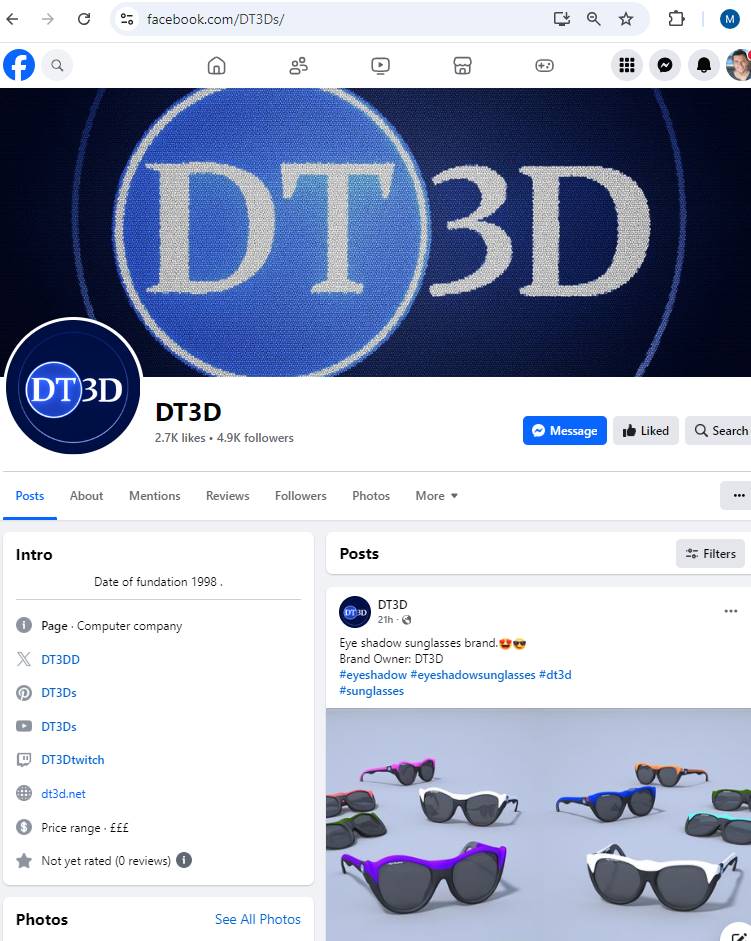 facebook.com/DT3Ds/
M
DT3D
DT3D
DT3D
2.7K likes • 4.9K followers
Message
Liked
Search
Posts
About
Mentions
Reviews
Followers
Photos
More
Intro
Date of fundation 1998 .
Page · Computer company
DT3DD
DT3Ds
DT3Ds
DT3Dtwitch
dt3d.net
Price range · £££
Not yet rated (0 reviews)
Photos
See All Photos
Posts
Filters
DT3D
DT3D
21h ·
Eye shadow sunglasses brand.😍😎
Brand Owner: DT3D
#eyeshadow #eyeshadowsunglasses #dt3d
#sunglasses